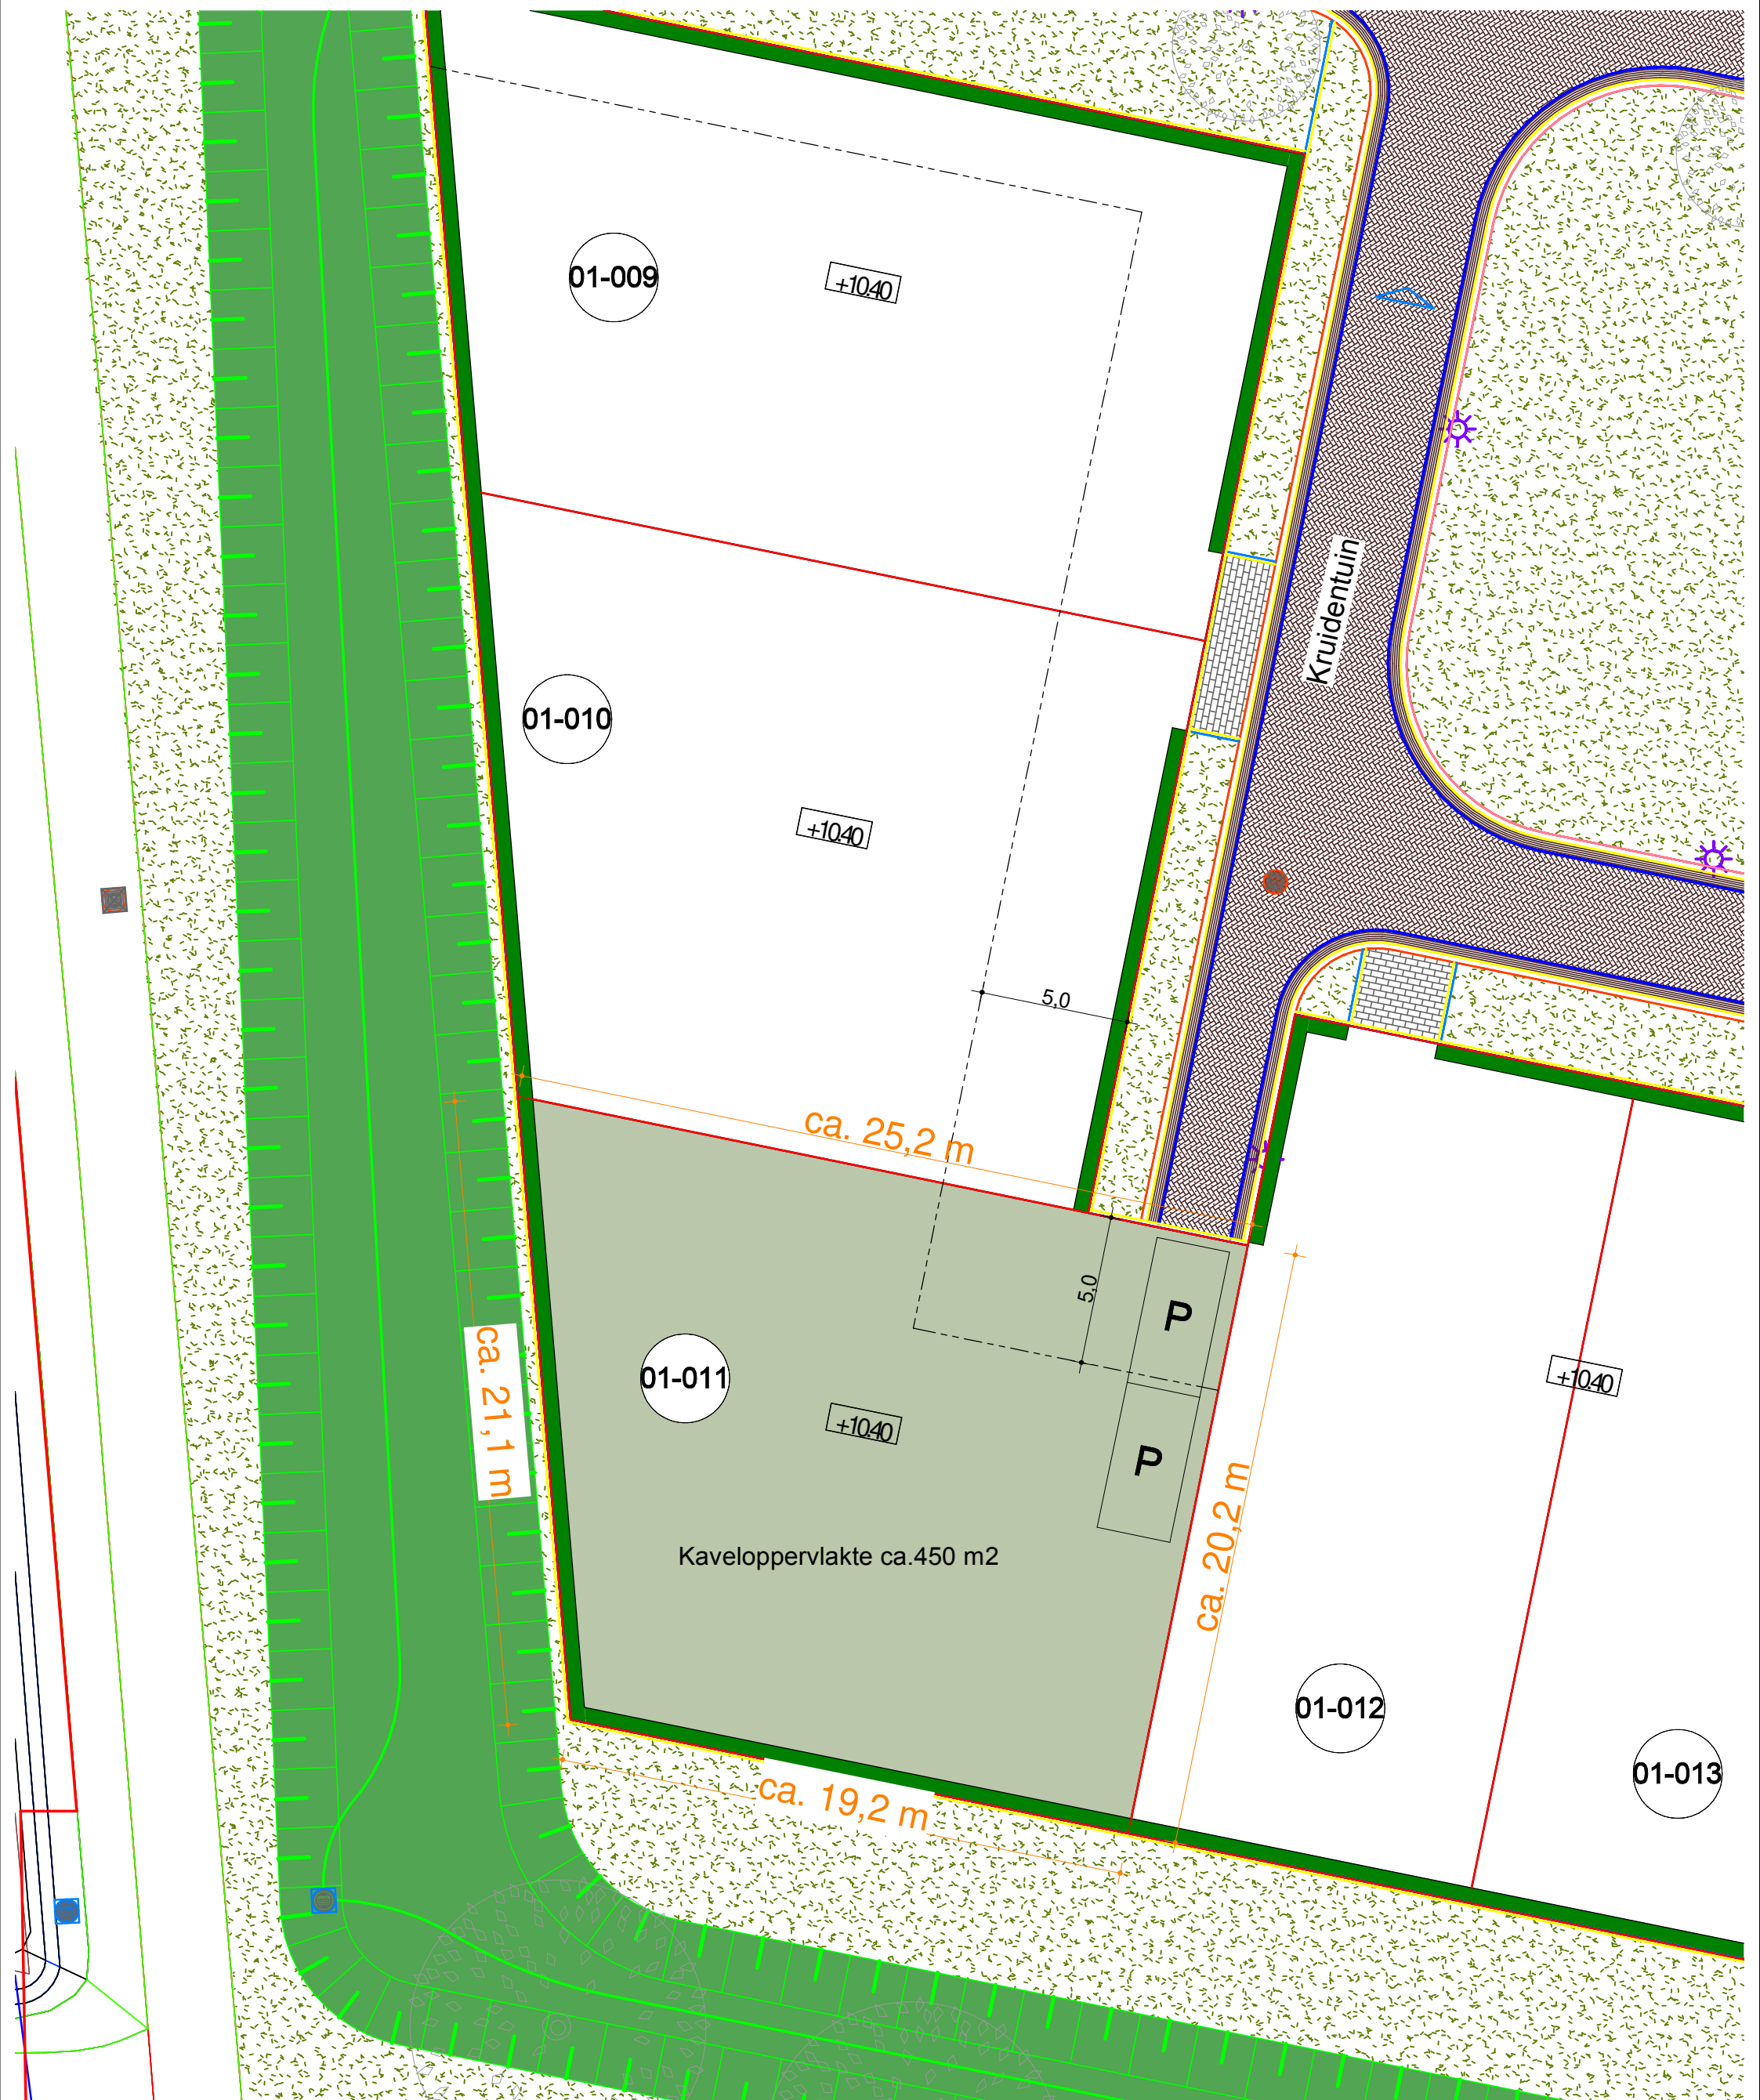 01-009
+10.40
Kruidentuin
01-010
+10.40
5,0
ca. 25,2 m
5,0
P
ca. 21,1 m
01-011
+10.40
+10.40
P
ca. 20,2 m
Kaveloppervlakte ca.450 m2
01-012
01-013
ca. 19,2 m